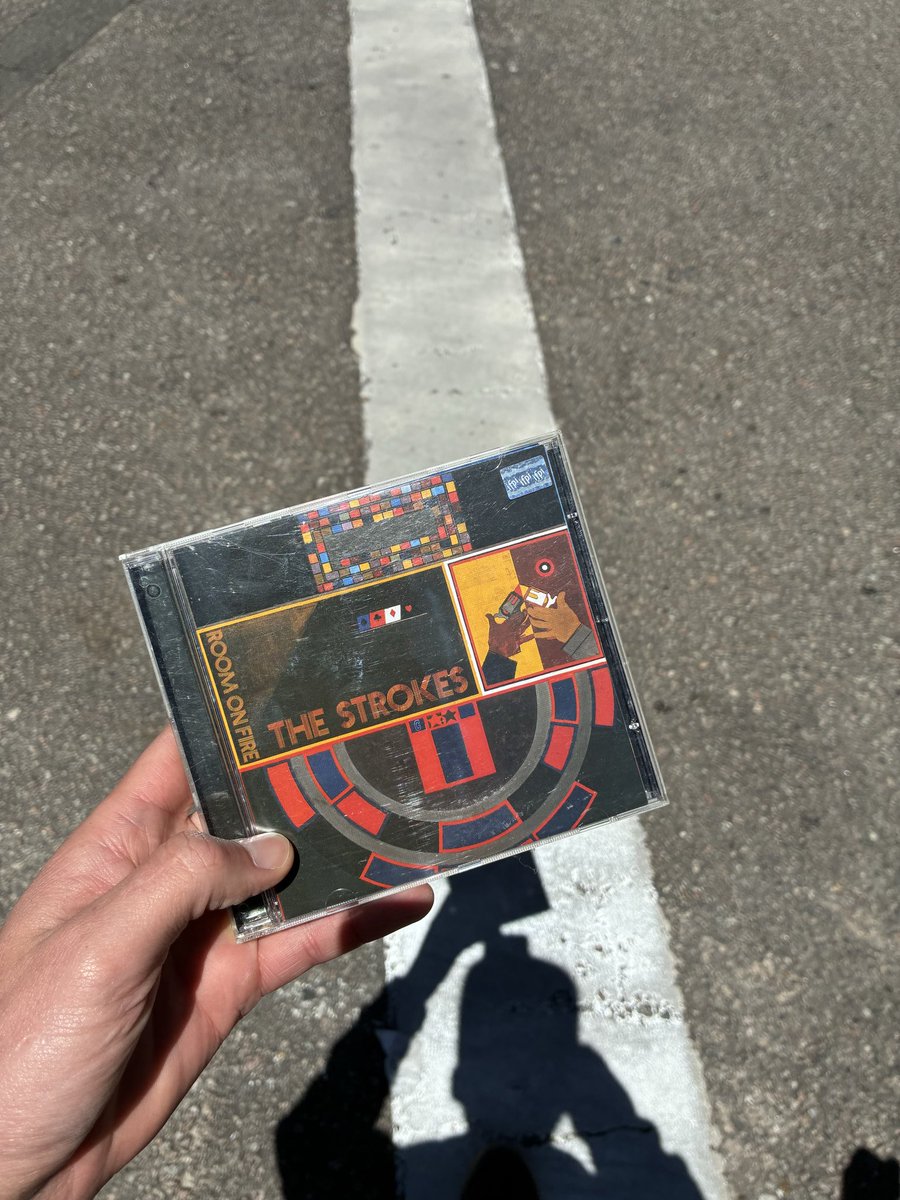 ROOM ON FIRE
THE STROKES